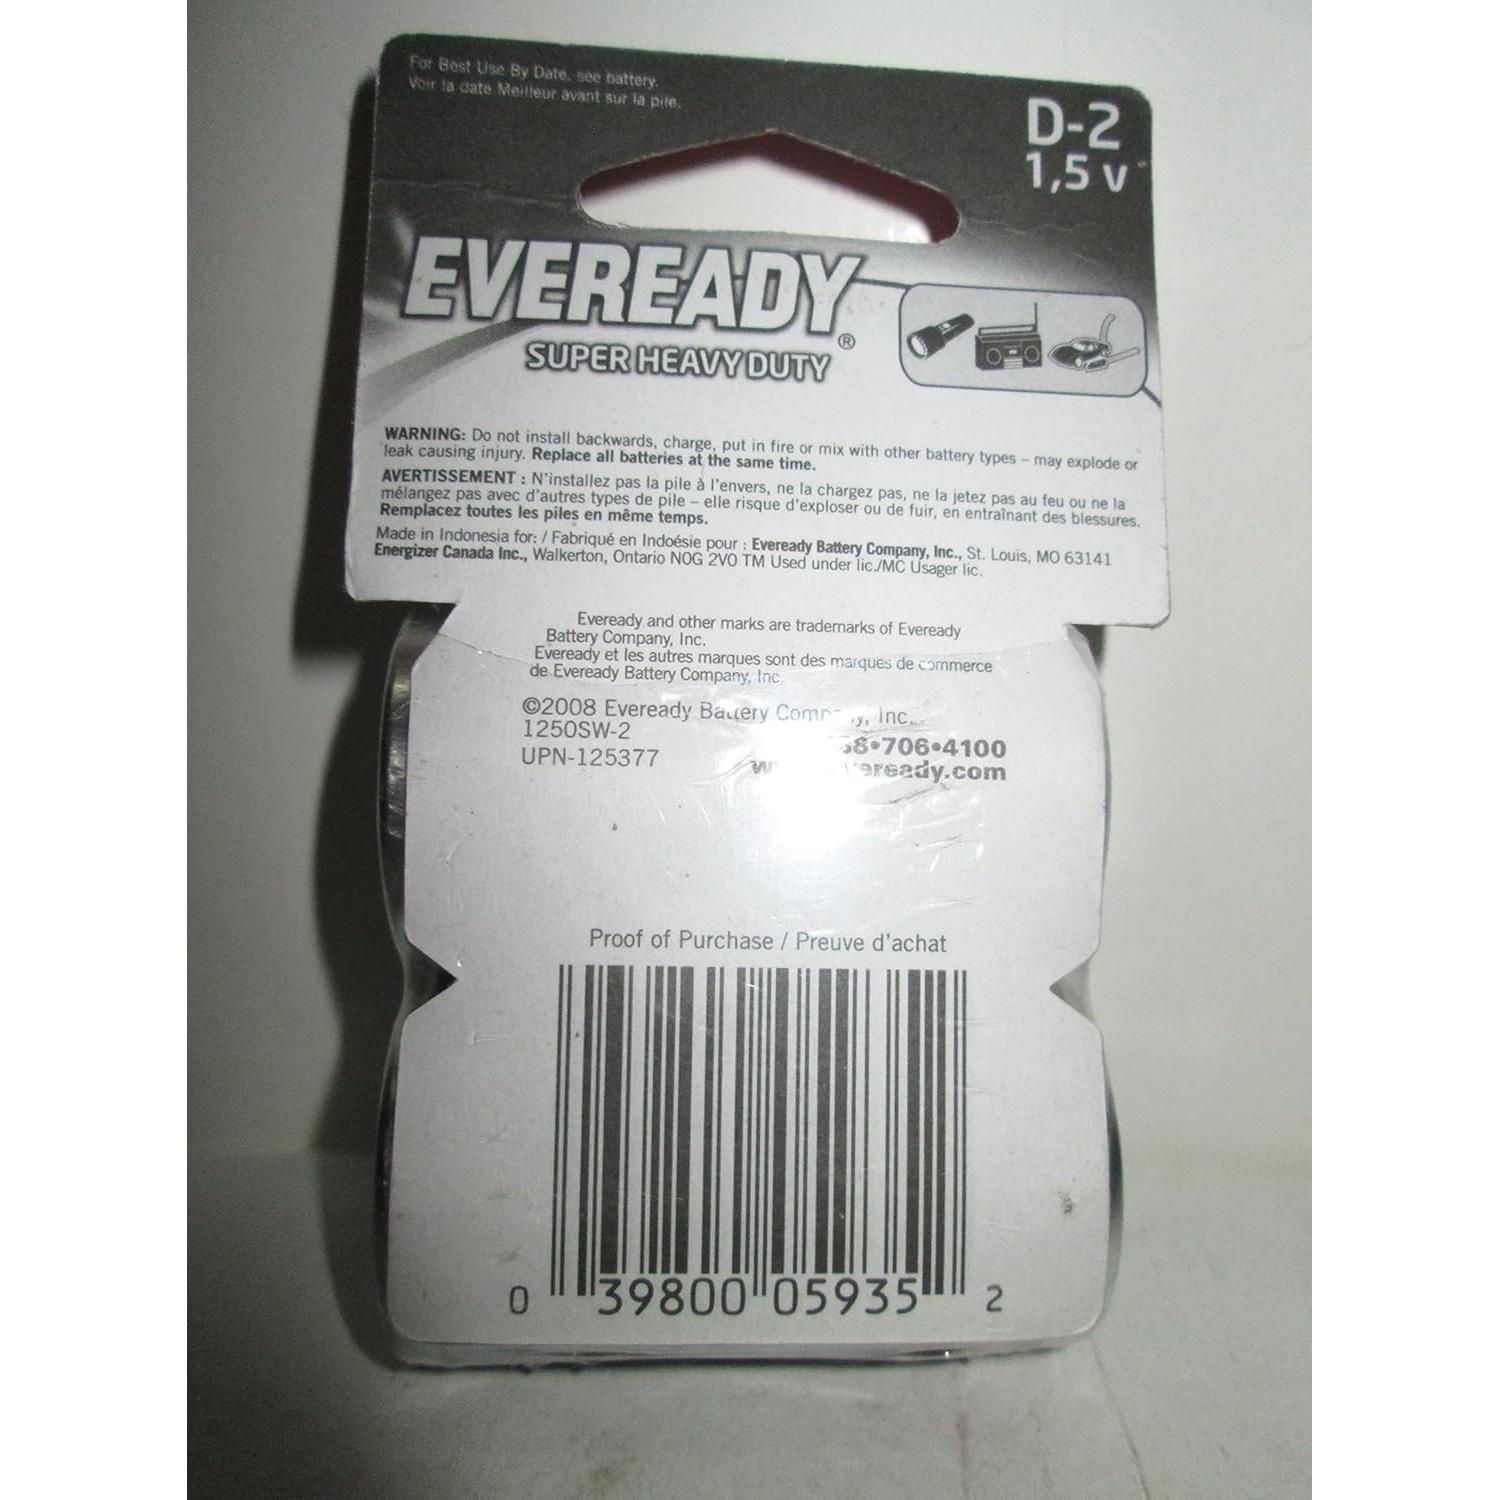 For Best Use By Date, see battery.
Voir la date Meilleur avant sur la pile.
D-2
1,5 V
EVEREADY
®
SUPER HEAVY DUTY
WARNING: Do not install backwards, charge, put in fire or mix with other battery types – may explode or
leak causing injury. Replace all batteries at the same time.
AVERTISSEMENT : N'installez pas la pile à l'envers, ne la chargez pas, ne la jetez pas au feu ou ne la
mélangez pas avec d'autres types de pile – elle risque d'exploser ou de fuir, en entraînant des blessures.
Remplacez toutes les piles en même temps.
Made in Indonesia for: / Fabriqué en Indoésie pour : Eveready Battery Company, Inc., St. Louis, MO 63141
Energizer Canada Inc., Walkerton, Ontario N0G 2V0 TM Used under lic./MC Usager lic.
Eveready and other marks are trademarks of Eveready
Battery Company, Inc.
Eveready et les autres marques sont des marques de commerce
de Eveready Battery Company, Inc.
©2008 Eveready Battery Company, Inc.
1250SW-2
UPN-125377
706•4100
Proof of Purchase / Preuve d'achat
0 39800 05935 2